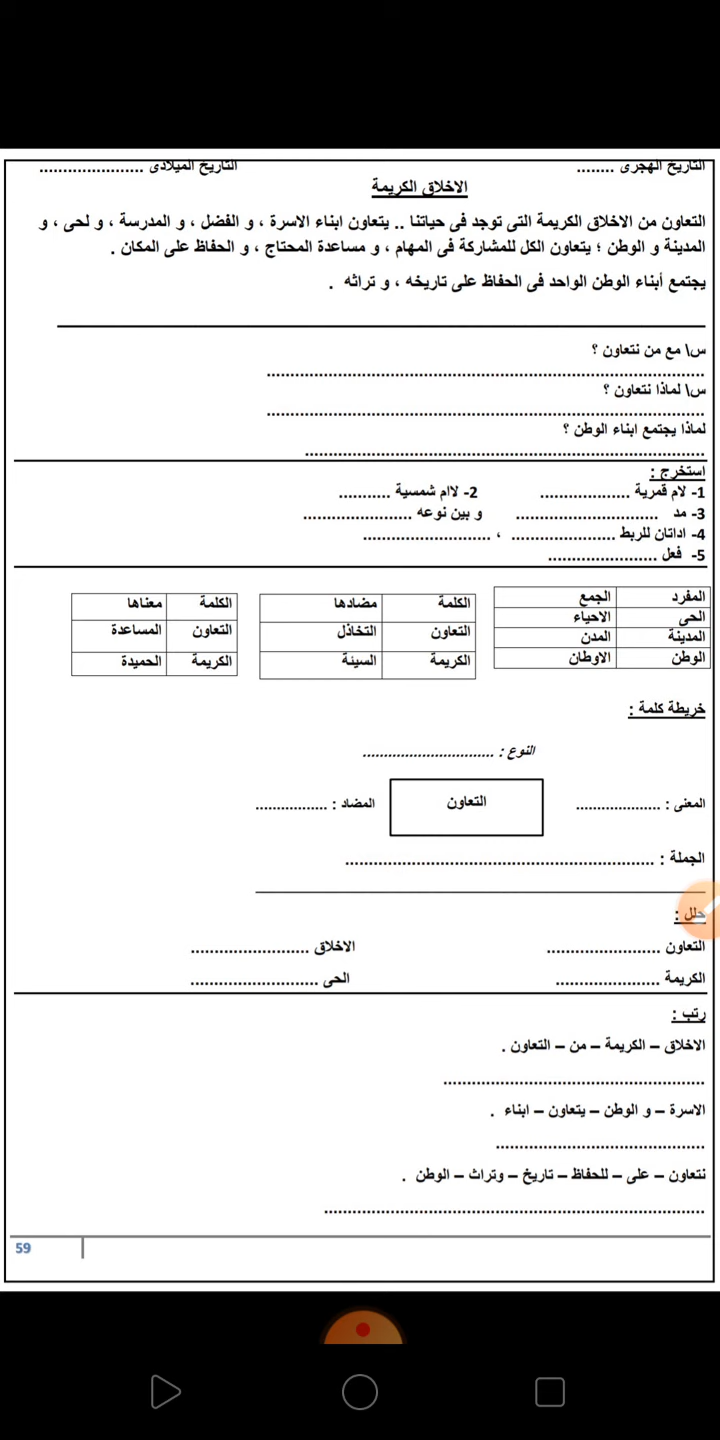 التاريخ الهجرى ........ التاريخ الميلادى ......................
الاخلاق الكريمة
التعاون من الاخلاق الكريمة التى توجد فى حياتنا .. يتعاون ابناء الاسرة ، و الفضل ، و المدرسة ، و لحى ، و
المدينة و الوطن ؛ يتعاون الكل للمشاركة فى المهام ، و مساعدة المحتاج ، و الحفاظ على المكان .
يجتمع أبناء الوطن الواحد فى الحفاظ على تاريخه ، و تراثه .
س\ مع من نتعاون ؟
................................................................................
س\ لماذا نتعاون ؟
................................................................................
لماذا يجتمع ابناء الوطن ؟
................................................................................
استخرج :
1- لام قمرية ................... 2- لاام شمسية ...........
3- مد .............................. و بين نوعه .......................
4- اداتان للربط ...................... ، ...........................
5- فعل .......................
المفرد الجمع
الحى الاحياء
المدينة المدن
الوطن الاوطان
الكلمة مضادها
التعاون التخاذل
الكريمة السيئة
الكلمة معناها
التعاون المساعدة
الكريمة الحميدة
خريطة كلمة :
النوع : ............................
المعنى : .................. التعاون المضاد : ...............
الجملة : .................................................................
حلل :
التعاون ........................ الاخلاق .........................
الكريمة ...................... الحى ...........................
رتب :
الاخلاق – الكريمة – من – التعاون .
.......................................................
الاسرة – و الوطن – يتعاون – ابناء .
............................................
نتعاون – على – للحفاظ – تاريخ – وتراث – الوطن .
................................................................................
59